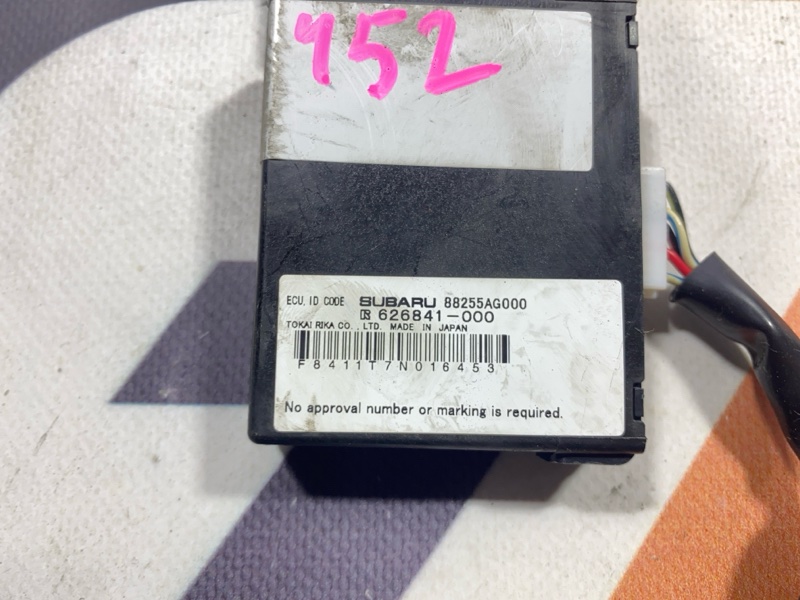 952
ECU, ID CODE SUBARU 88255AG000
626841-000
TOKAI RIKA CO., LTD. MADE IN JAPAN
F8411T7N016453
No approval number or marking is required.